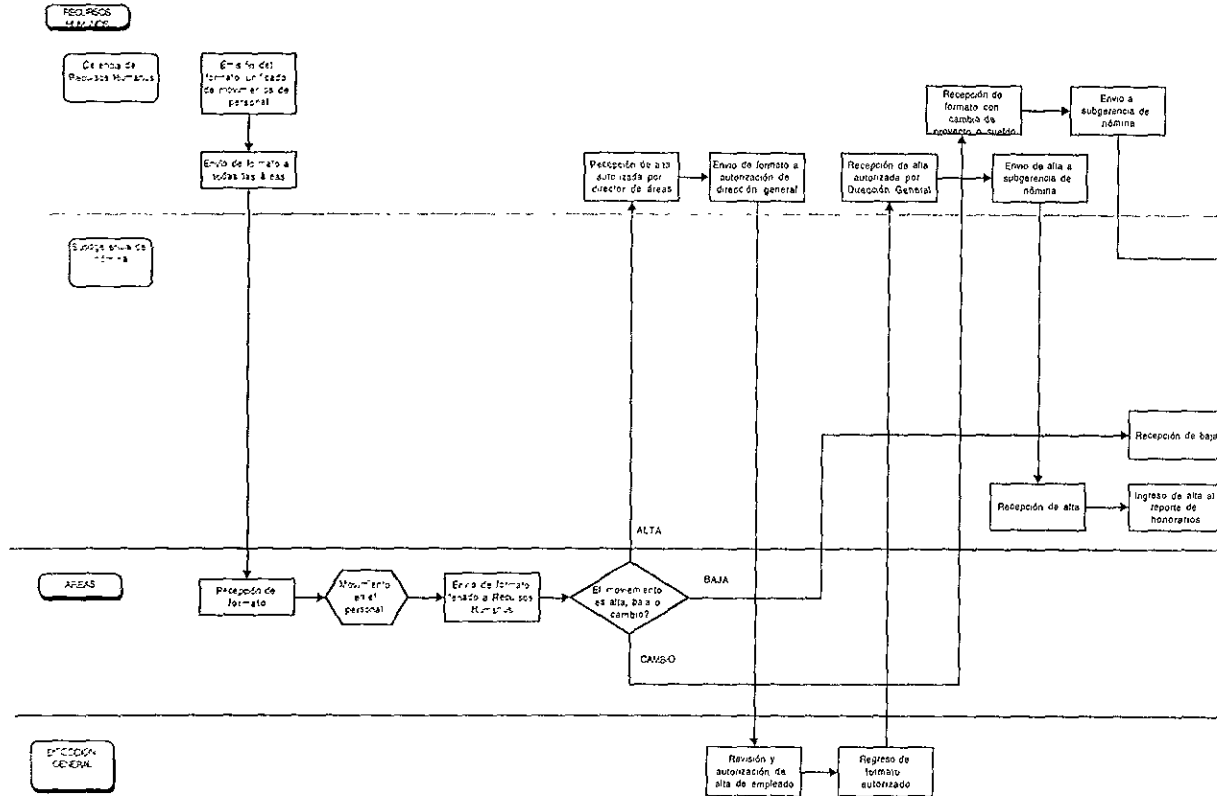 RECURSOS
HUMANOS
Gerencia de
Recursos Humanos
Emisión del
formato unificado
de movimientos de
personal
Envío de formato a
todas las áreas
Recepción de alta
autorizada por
director de áreas
Envío de formato a
autorización de
dirección general
Recepción de alta
autorizada por
Dirección General
Recepción de
formato con
cambio de
proyecto o sueldo
Envío a
subgerencia de
nómina
Envío de alta a
subgerencia de
nómina
Subgerencia de
nómina
Recepción de baja
Recepción de alta
Ingreso de alta al
reporte de
honorarios
ALTA
AREAS
Recepción de
formato
Movimiento
en el
personal
Envío de formato
llenado a Recursos
Humanos
El movimiento
es alta, baja o
cambio?
BAJA
CAMBIO
DIRECCION
GENERAL
Revisión y
autorización de
alta de empleado
Regreso de
formato
autorizado